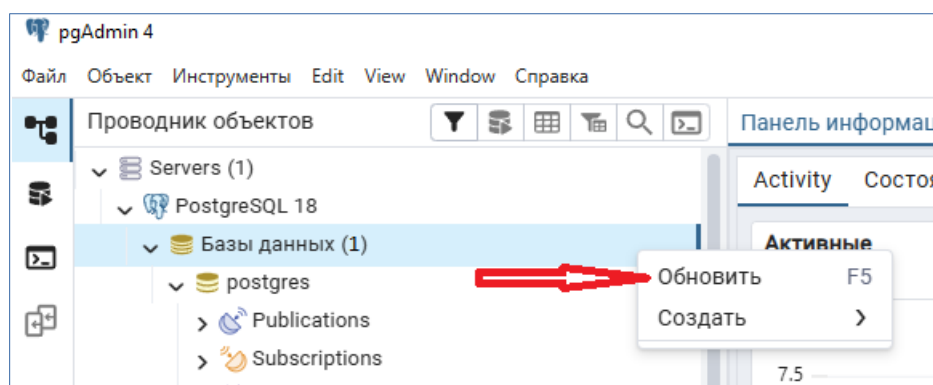 pgAdmin 4
Файл Объект Инструменты Edit View Window Справка
Проводник объектов
Панель информац
Servers (1)
Activity Состоя
PostgreSQL 18
Базы данных (1)
Активные
postgres
Обновить F5
Publications
Создать
Subscriptions
7.5